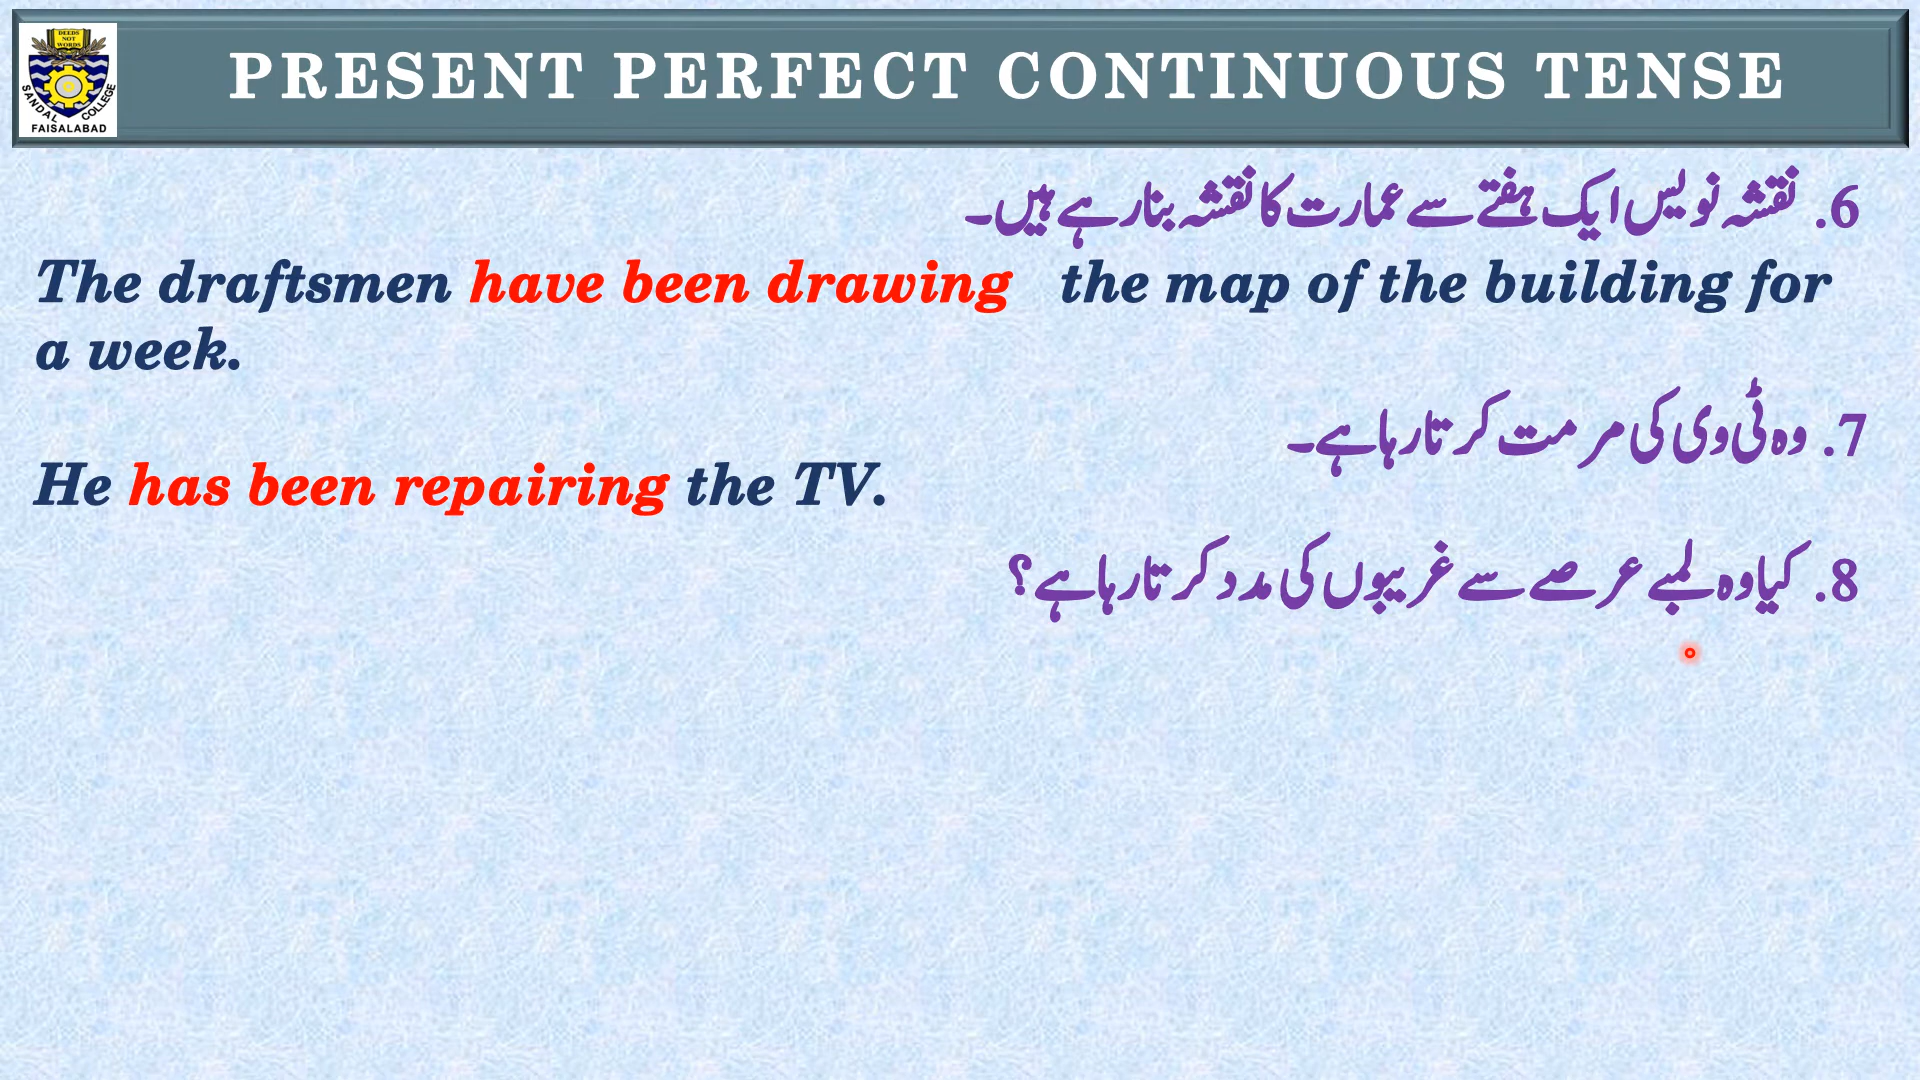 DEEDS
NOT
WORDS
SANDAL COLLEGE
FAISALABAD
PRESENT PERFECT CONTINUOUS TENSE
6. نقشہ نویس ایک ہفتے سے عمارت کا نقشہ بنا رہے ہیں۔
The draftsmen have been drawing the map of the building for
a week.
7. وہ ٹی وی کی مرمت کرتا رہا ہے۔
He has been repairing the TV.
8. کیا وہ لمبے عرصے سے غریبوں کی مدد کرتا رہا ہے؟